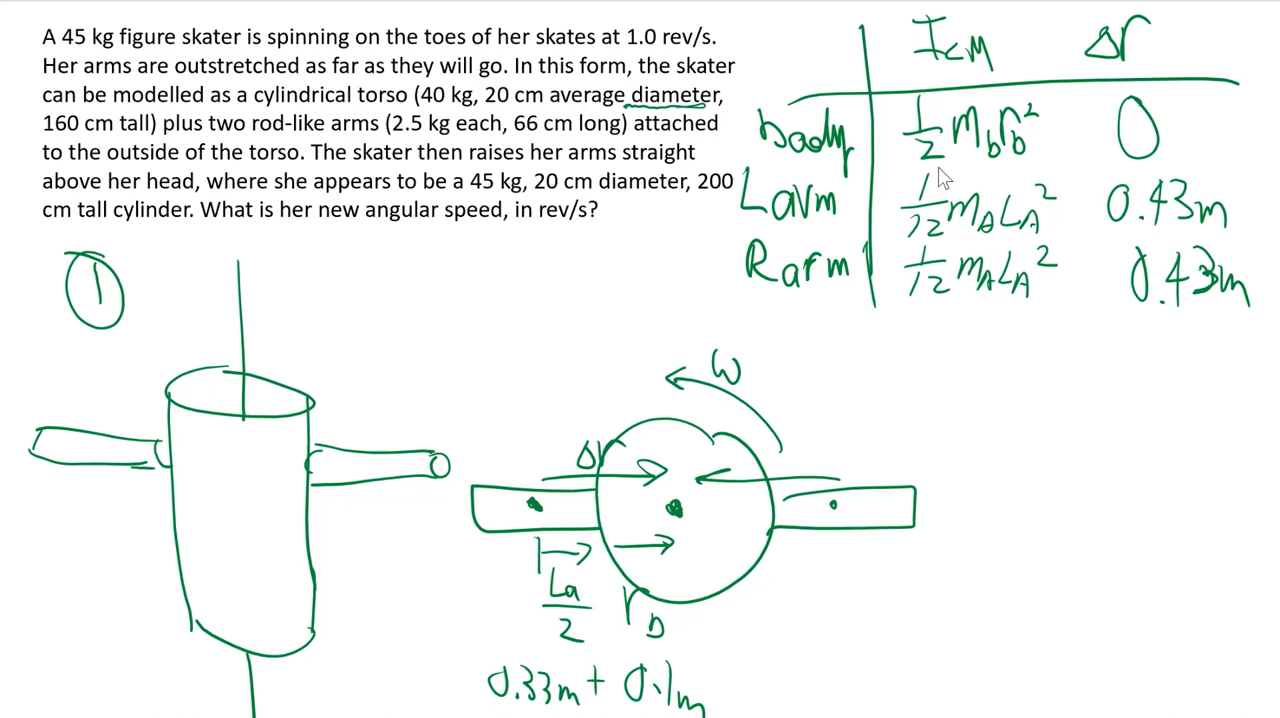 A 45 kg figure skater is spinning on the toes of her skates at 1.0 rev/s.
Her arms are outstretched as far as they will go. In this form, the skater
can be modelled as a cylindrical torso (40 kg, 20 cm average diameter,
160 cm tall) plus two rod-like arms (2.5 kg each, 66 cm long) attached
to the outside of the torso. The skater then raises her arms straight
above her head, where she appears to be a 45 kg, 20 cm diameter, 200
cm tall cylinder. What is her new angular speed, in rev/s?
I_CM Δr
body 1/2 m_b r_b² 0
L arm 1/12 m_A L_A² 0.43m
R arm 1/12 m_A L_A² 0.43m
①
ω
Δr
La/2 r_D
0.33m + 0.1m